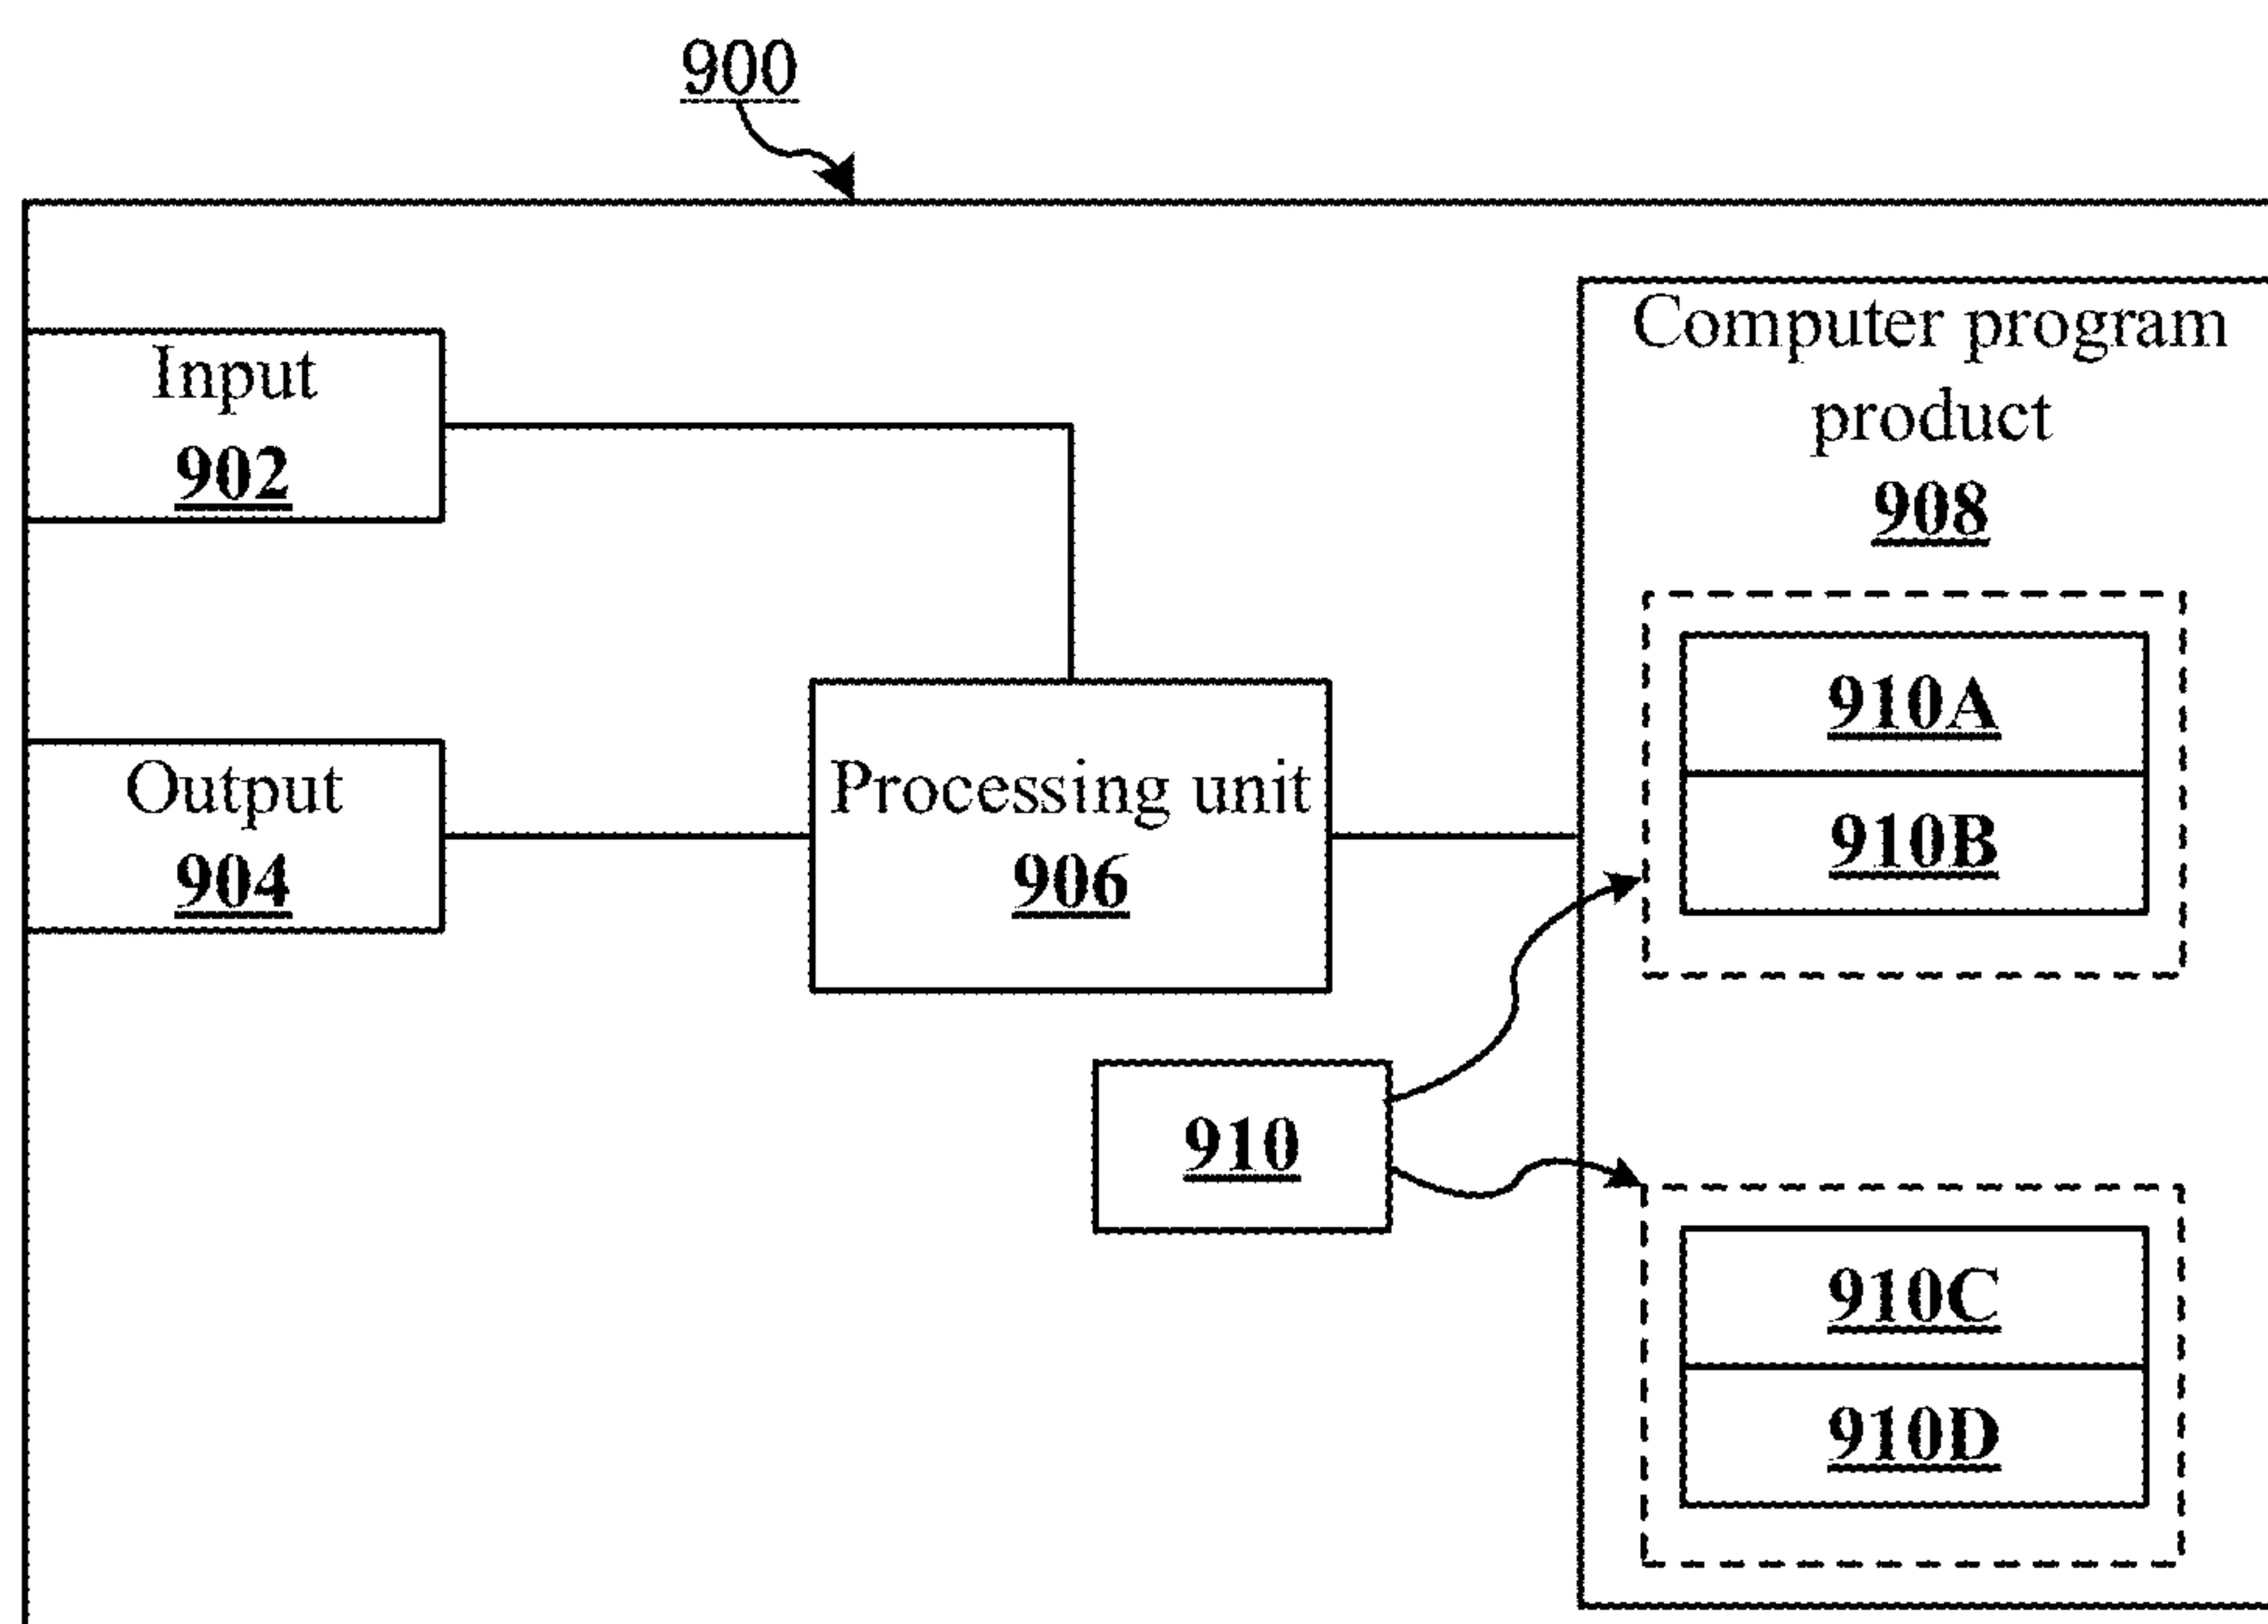 900
Input
902
Output
904
Processing unit
906
910
Computer program
product
908
910A
910B
910C
910D